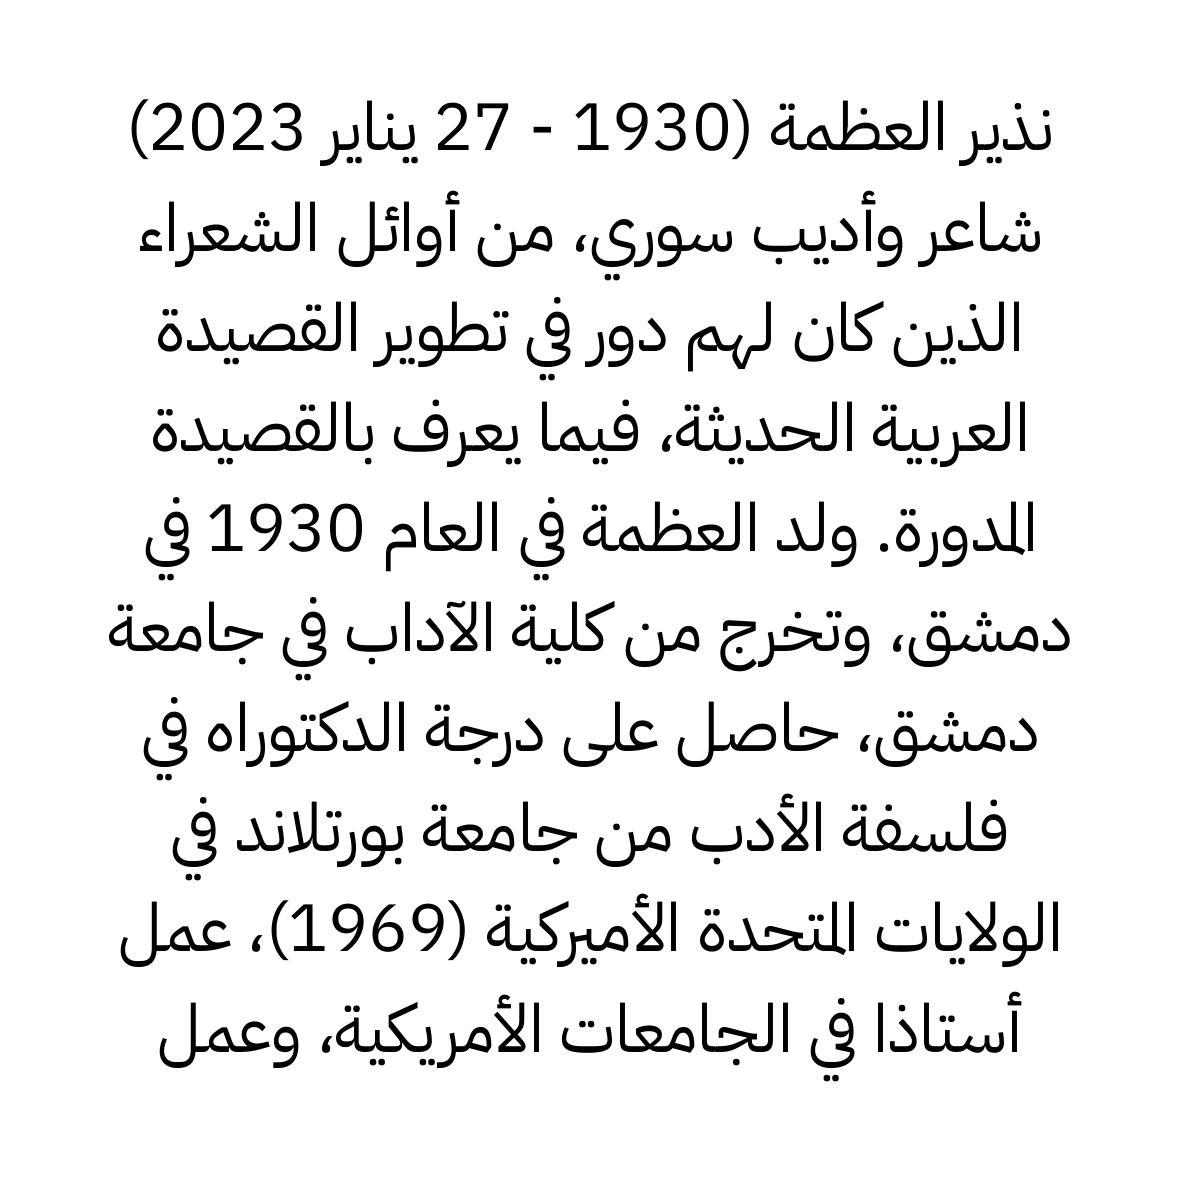 نذير العظمة (1930 - 27 يناير 2023)
شاعر وأديب سوري، من أوائل الشعراء
الذين كان لهم دور في تطوير القصيدة
العربية الحديثة، فيما يعرف بالقصيدة
المدورة. ولد العظمة في العام 1930 في
دمشق، وتخرج من كلية الآداب في جامعة
دمشق، حاصل على درجة الدكتوراه في
فلسفة الأدب من جامعة بورتلاند في
الولايات المتحدة الأميركية (1969)، عمل
أستاذا في الجامعات الأمريكية، وعمل